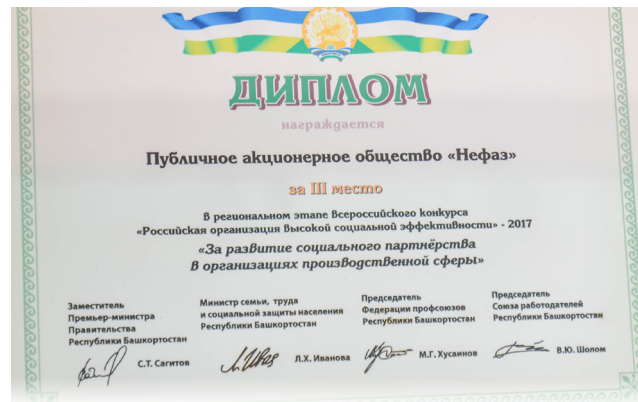 ДИПЛОМ
награждается
Публичное акционерное общество «Нефаз»
за III место
в региональном этапе Всероссийского конкурса
«Российская организация высокой социальной эффективности» - 2017
«За развитие социального партнёрства
в организациях производственной сферы»
Заместитель
Премьер-министра
Правительства
Республики Башкортостан
С.Т. Сагитов
Министр семьи, труда
и социальной защиты населения
Республики Башкортостан
Л.Х. Иванова
Председатель
Федерации профсоюзов
Республики Башкортостан
М.Г. Хусаинов
Председатель
Союза работодателей
Республики Башкортостан
В.Ю. Шолом